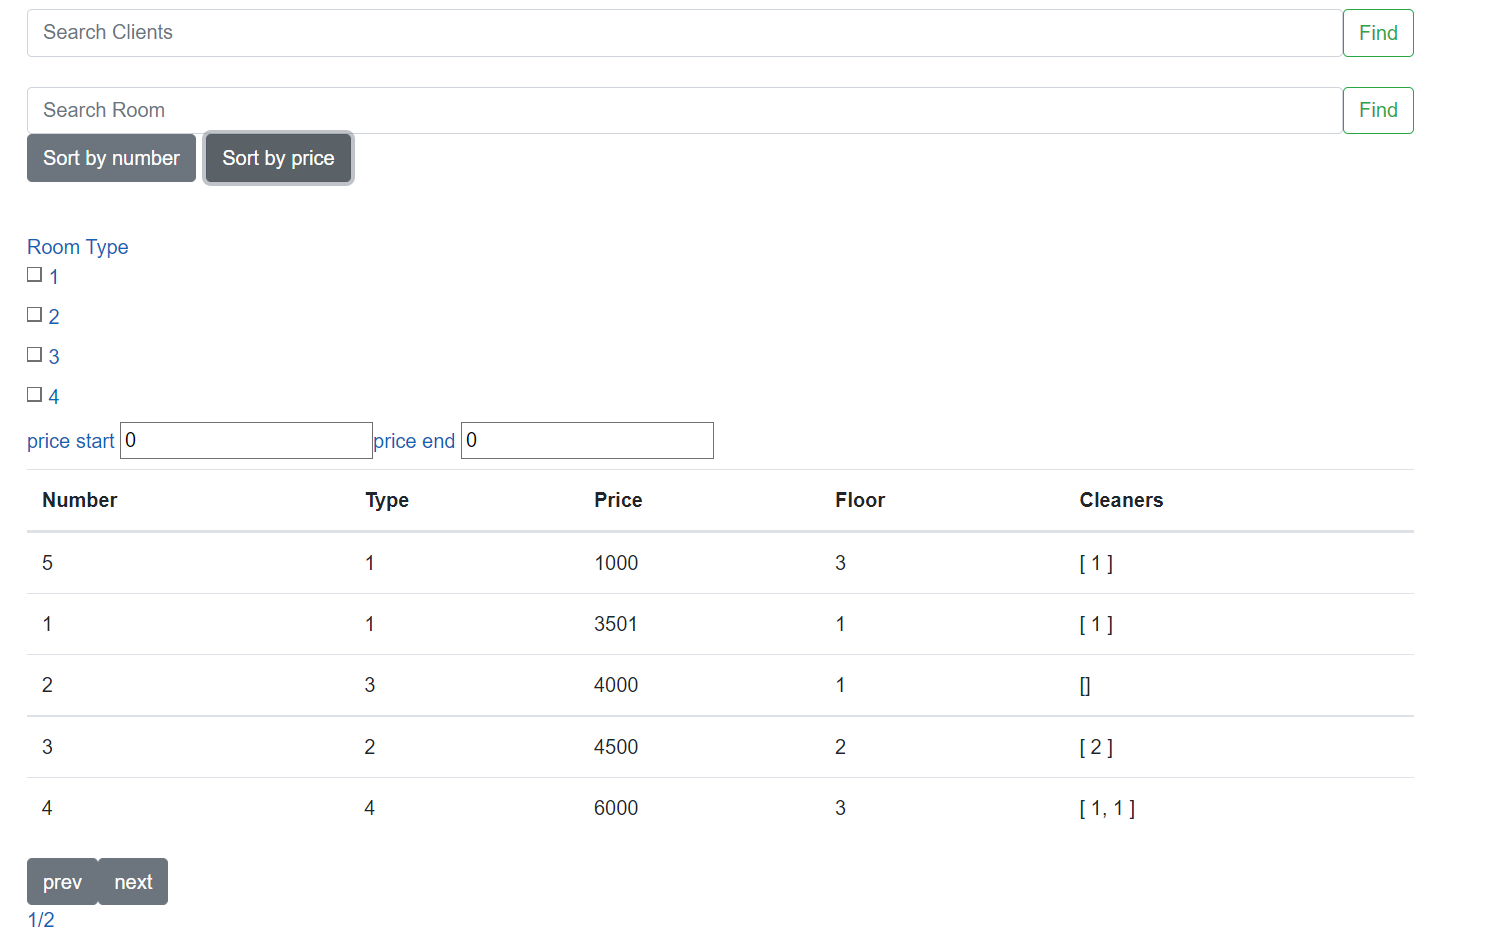 Search Clients Find
Search Room Find
Sort by number Sort by price
Room Type
1
2
3
4
price start 0 price end 0
Number Type Price Floor Cleaners
5 1 1000 3 [ 1 ]
1 1 3501 1 [ 1 ]
2 3 4000 1 []
3 2 4500 2 [ 2 ]
4 4 6000 3 [ 1, 1 ]
prev next
1/2